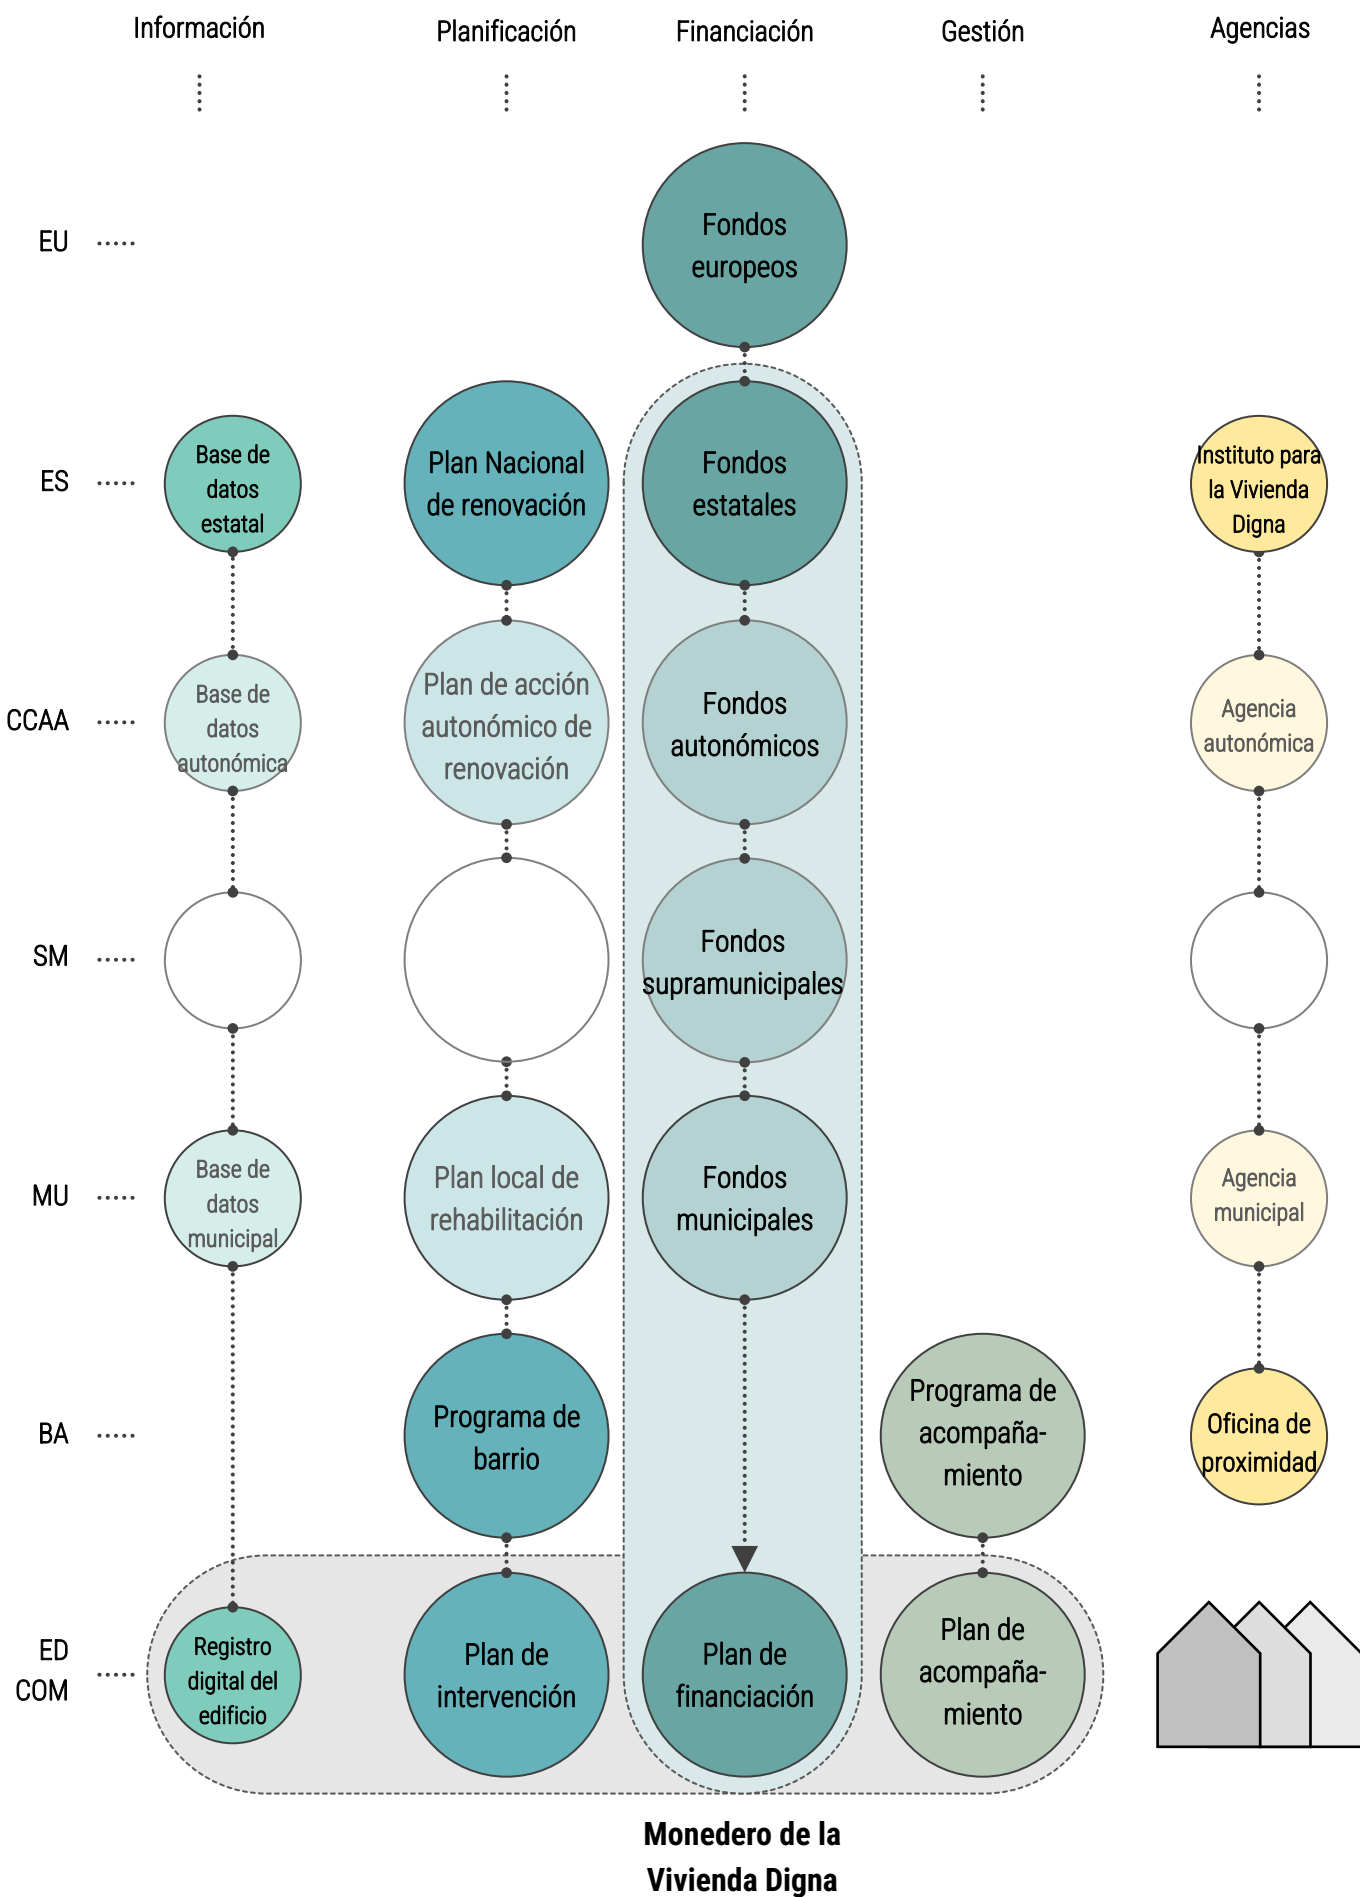 Información
Planificación
Financiación
Gestión
Agencias
EU
Fondos
europeos
ES
Base de
datos
estatal
Plan Nacional
de renovación
Fondos
estatales
Instituto para
la Vivienda
Digna
CCAA
Base de
datos
autonómica
Plan de acción
autonómico de
renovación
Fondos
autonómicos
Agencia
autonómica
SM
Fondos
supramunicipales
MU
Base de
datos
municipal
Plan local de
rehabilitación
Fondos
municipales
Agencia
municipal
BA
Programa de
barrio
Programa de
acompaña-
miento
Oficina de
proximidad
ED
COM
Registro
digital del
edificio
Plan de
intervención
Plan de
financiación
Plan de
acompaña-
miento
Monedero de la
Vivienda Digna